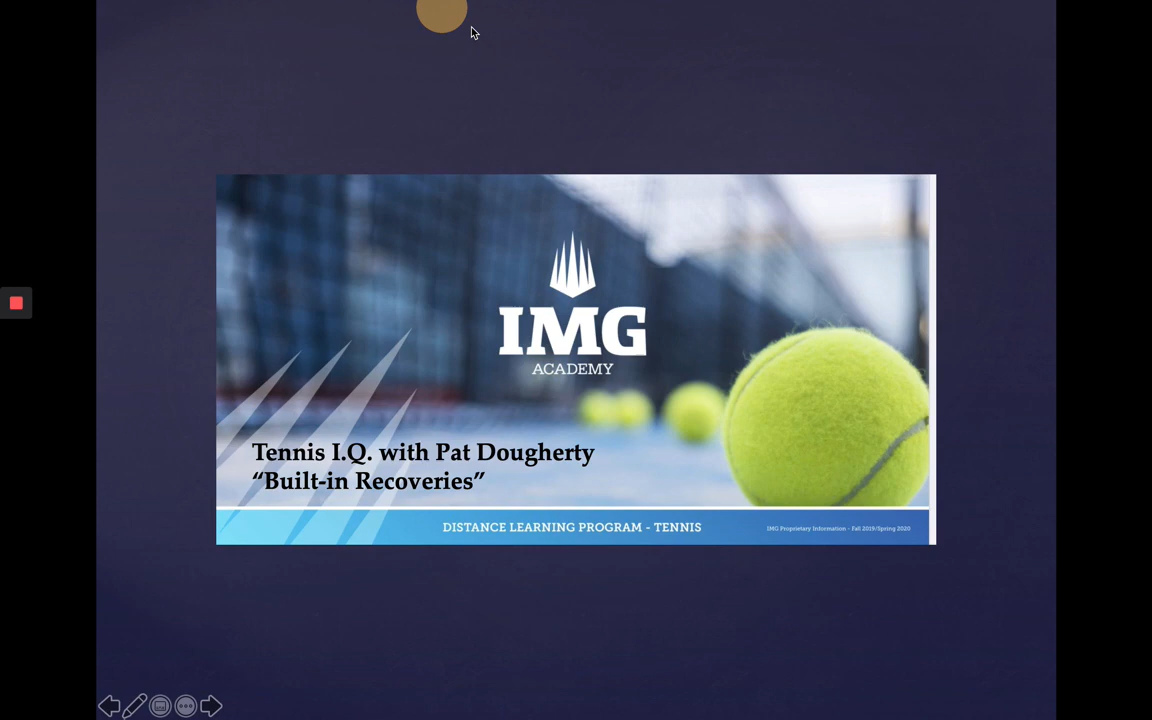 IMG
ACADEMY
Tennis I.Q. with Pat Dougherty
“Built-in Recoveries”
DISTANCE LEARNING PROGRAM - TENNIS
IMG Proprietary Information - Fall 2019/Spring 2020